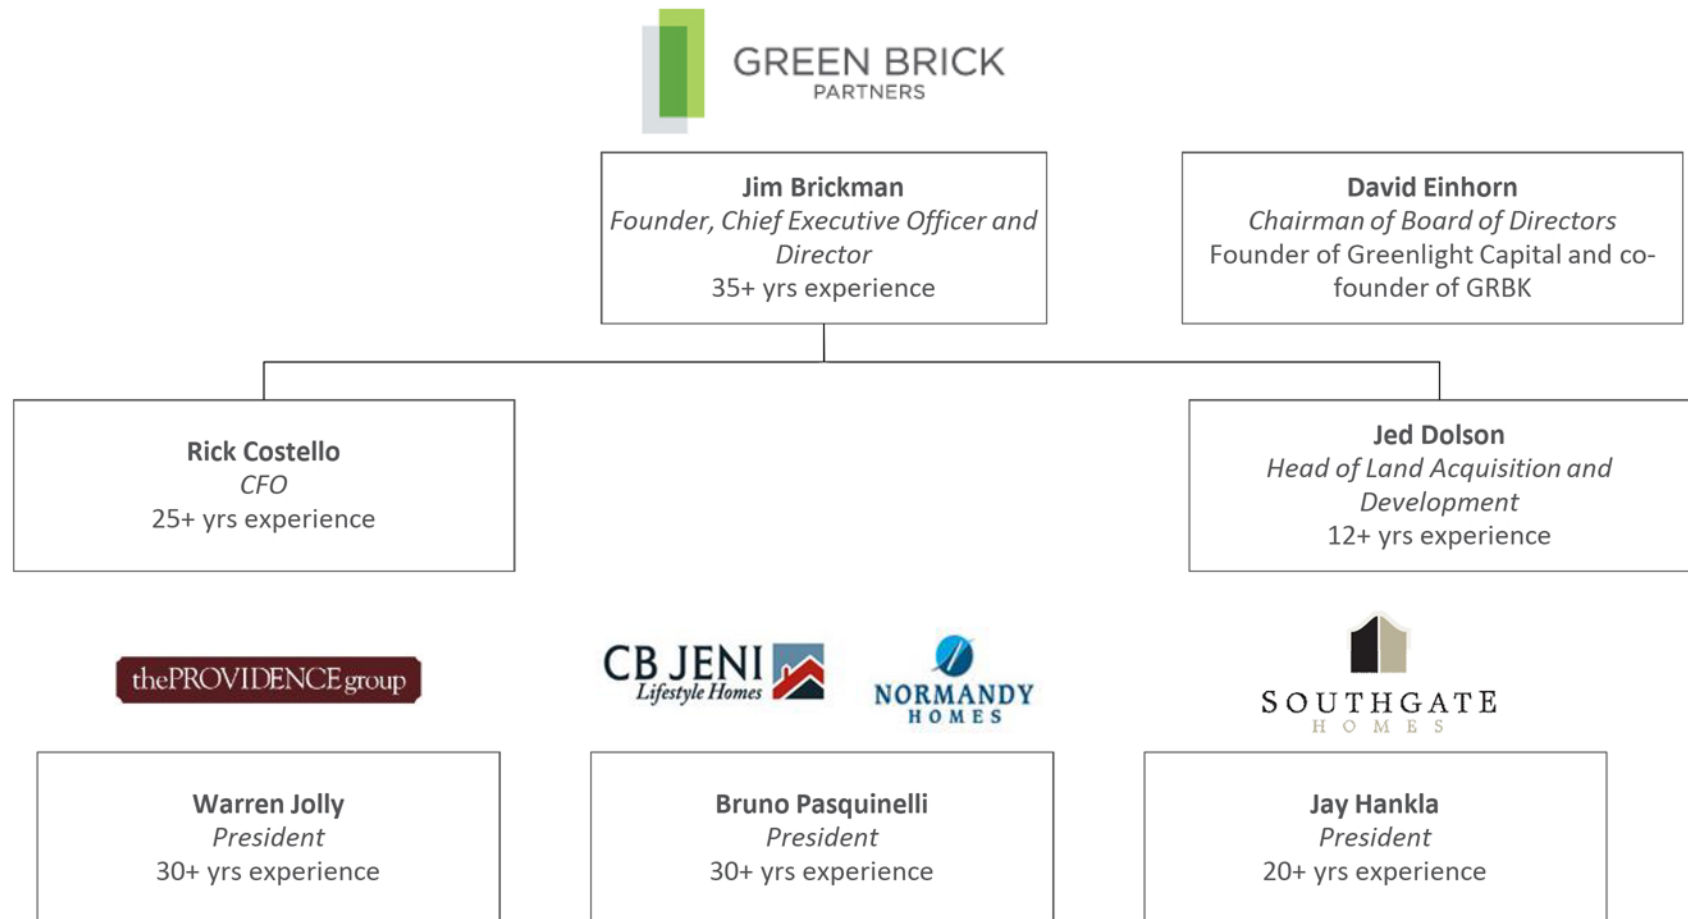 GREEN BRICK
PARTNERS
Jim Brickman
Founder, Chief Executive Officer and
Director
35+ yrs experience
David Einhorn
Chairman of Board of Directors
Founder of Greenlight Capital and co-
founder of GRBK
Rick Costello
CFO
25+ yrs experience
Jed Dolson
Head of Land Acquisition and
Development
12+ yrs experience
thePROVIDENCEgroup
CB JENI
Lifestyle Homes
NORMANDY
HOMES
SOUTHGATE
HOMES
Warren Jolly
President
30+ yrs experience
Bruno Pasquinelli
President
30+ yrs experience
Jay Hankla
President
20+ yrs experience